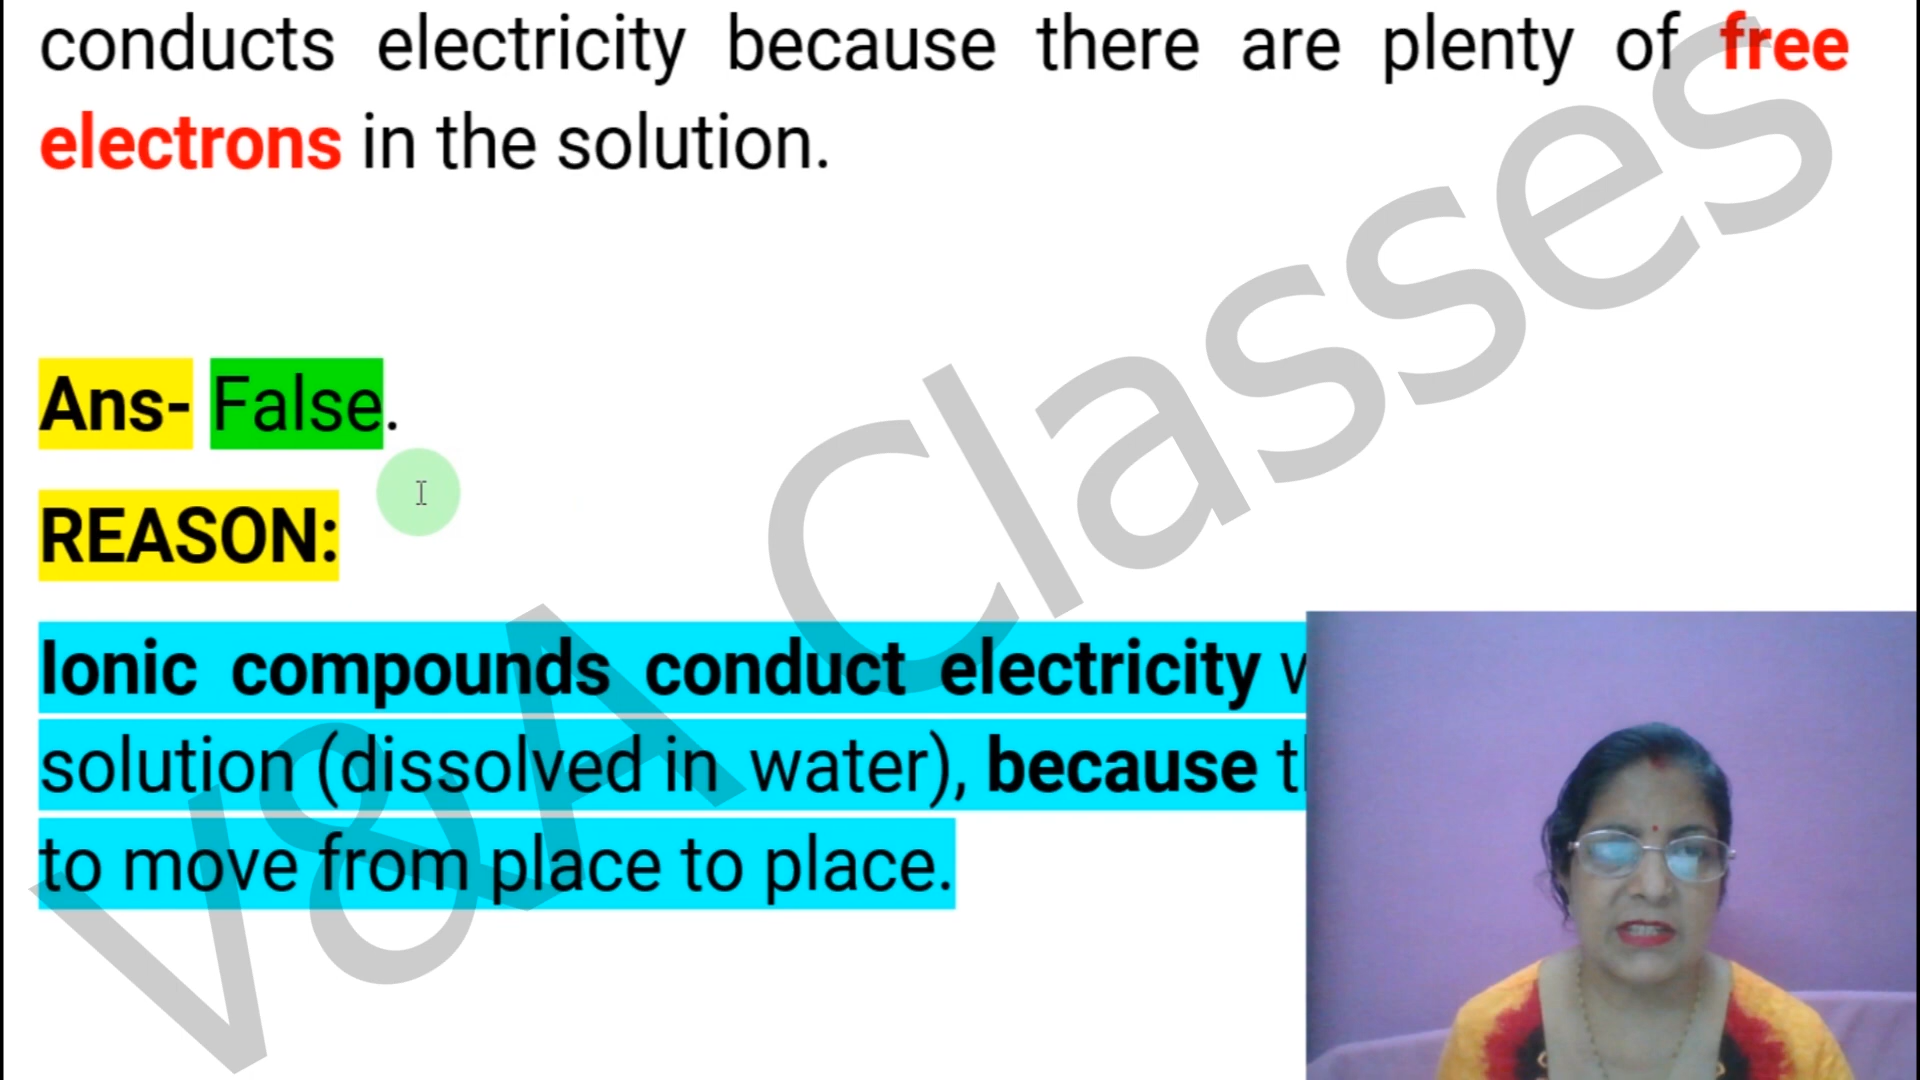 conducts electricity because there are plenty of free
electrons in the solution.
Ans- False.
REASON:
Ionic compounds conduct electricity
solution (dissolved in water), because
to move from place to place.
V&A Classes